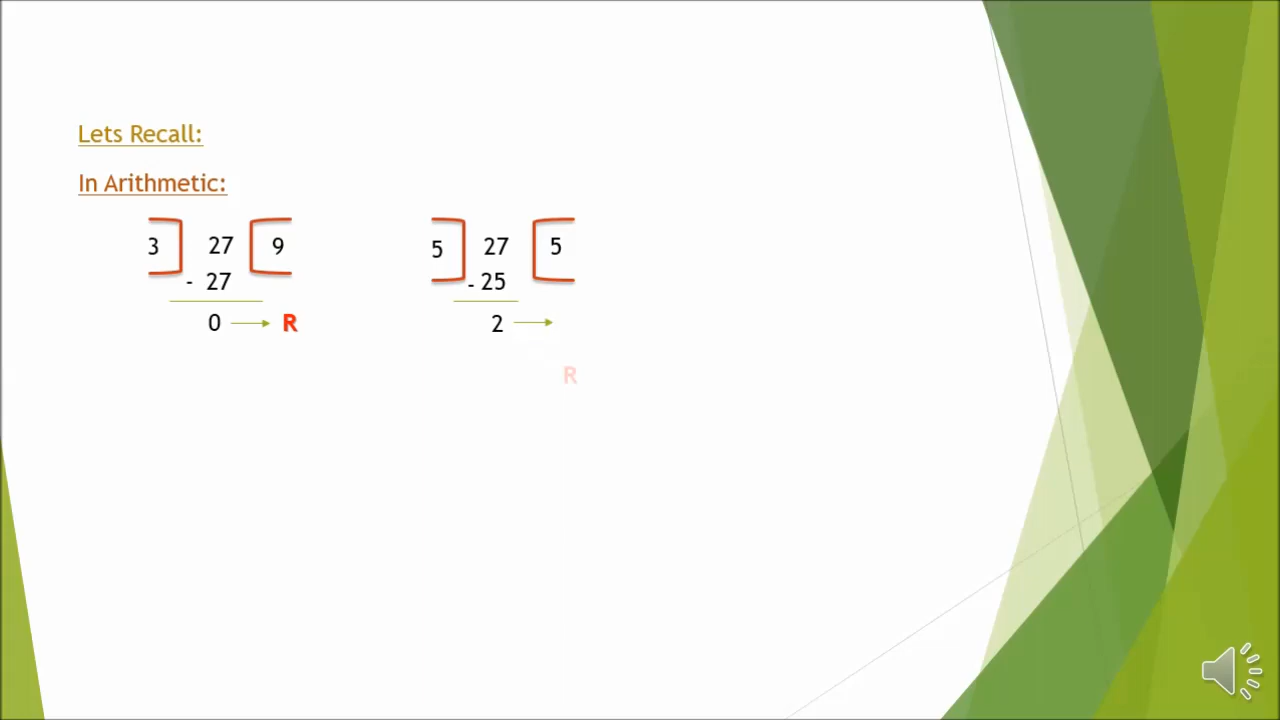 Lets Recall:
In Arithmetic:
3 27 9
- 27
0 R
5 27 5
- 25
2
R